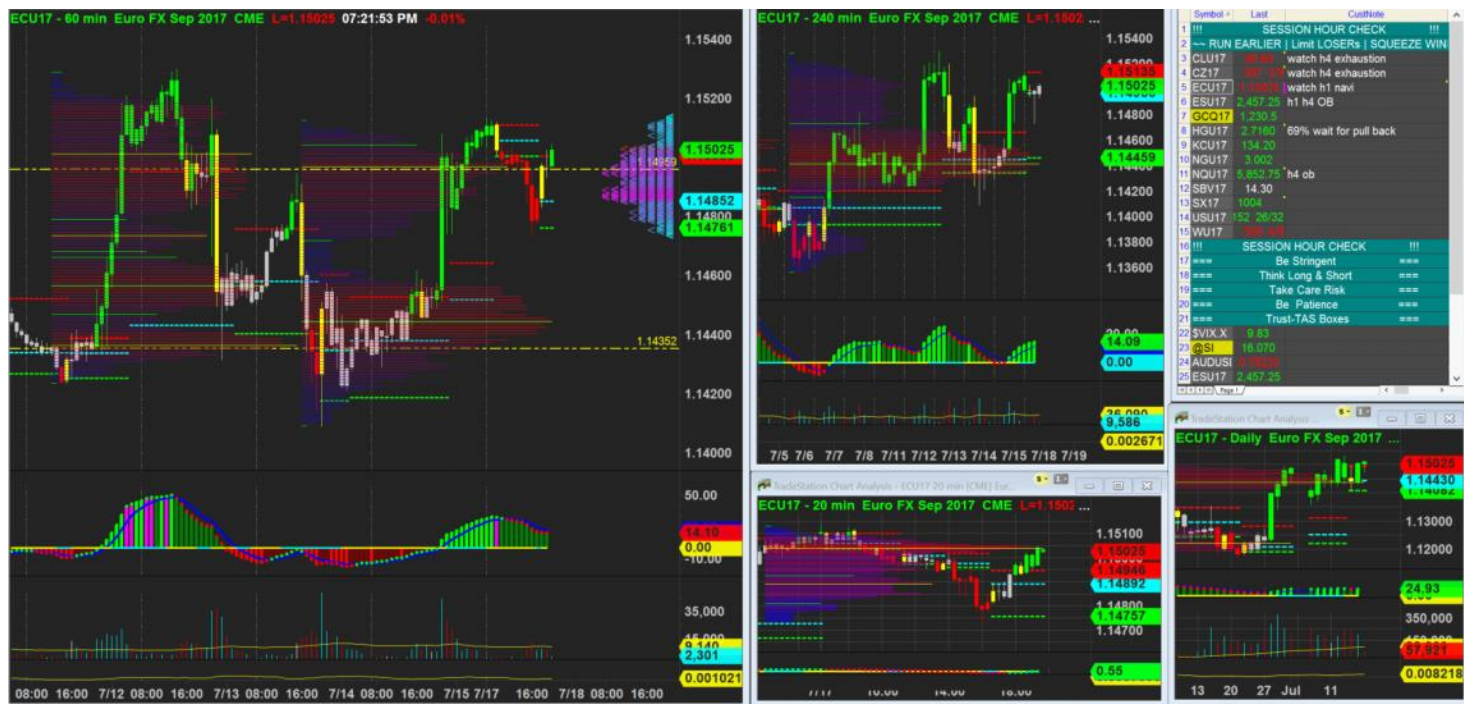 ECU17 - 60 min Euro FX Sep 2017 CME L=1.15025 07:21:53 PM -0.01%
1.15400
1.15200
1.15025
1.14959
1.14852
1.14800
1.14761
1.14600
1.14400
1.14352
1.14200
1.14000
50.00
14.10
0.00
-10.00
35,000
9,140
2,301
0.001021
08:00 16:00 7/12 08:00 16:00 7/13 08:00 16:00 7/14 08:00 16:00 7/15 7/17 16:00 7/18 08:00 16:00
ECU17 - 240 min Euro FX Sep 2017 CME L=1.1502 ...
1.15400
1.15135
1.15025
1.14800
1.14600
1.14459
1.14200
1.14000
1.13800
1.13600
14.09
0.00
36,090
9,586
0.002671
7/5 7/6 7/7 7/8 7/11 7/12 7/13 7/14 7/15 7/18 7/19
TradeStation Chart Analysis - ECU17 20 min [CME] Eur...
ECU17 - 20 min Euro FX Sep 2017 CME L=1.1502 ...
1.15100
1.15025
1.14946
1.14892
1.14800
1.14757
1.14700
0.55
7/17 10:00 14:00 18:00
Symbol Last CustNote
1 !!! SESSION HOUR CHECK !!!
2 ~~ RUN EARLIER | Limit LOSERs | SQUEEZE WIN
3 CLU17 watch h4 exhaustion
4 CZ17 watch h4 exhaustion
5 ECU17 watch h1 navi
6 ESU17 2,457.25 h1 h4 OB
7 GCQ17 1,230.5
8 HGU17 2.7160 69% wait for pull back
9 KCU17 134.20
10 NGU17 3.002
11 NQU17 5,852.75 h4 ob
12 SBV17 14.30
13 SX17 1004
14 USU17 152 26/32
15 WU17
16 !!! SESSION HOUR CHECK !!!
17 === Be Stringent ===
18 === Think Long & Short ===
19 === Take Care Risk ===
20 === Be Patience ===
21 === Trust-TAS Boxes ===
22 $VIX.X 9.83
23 @SI 16.070
24 AUDUSI
25 ESU17 2,457.25
Page 1
TradeStation Chart Analysis ...
ECU17 - Daily Euro FX Sep 2017 ...
1.15025
1.14430
1.14082
1.13000
1.12000
24.93
350,000
57,921
0.008218
13 20 27 Jul 11